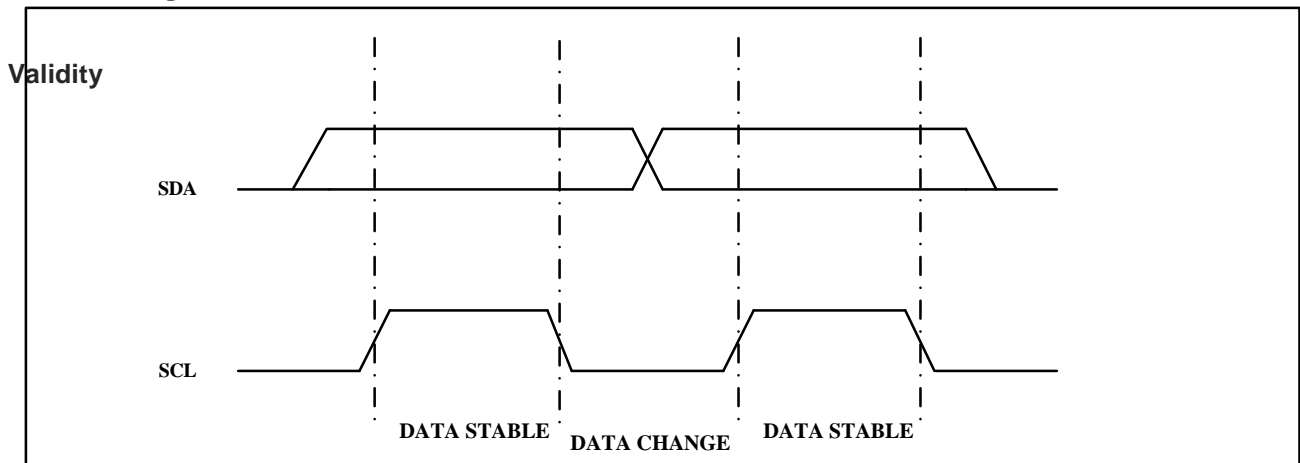 Validity
SDA
SCL
DATA STABLE
DATA CHANGE
DATA STABLE